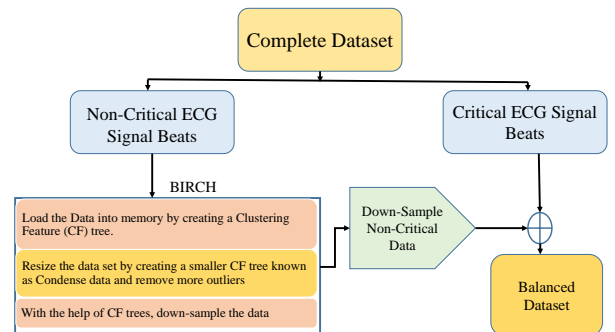 Complete Dataset
Non-Critical ECG
Signal Beats
Critical ECG Signal
Beats
BIRCH
Load the Data into memory by creating a Clustering
Feature (CF) tree.
Resize the data set by creating a smaller CF tree known
as Condense data and remove more outliers
With the help of CF trees, down-sample the data
Down-Sample
Non-Critical
Data
Balanced
Dataset